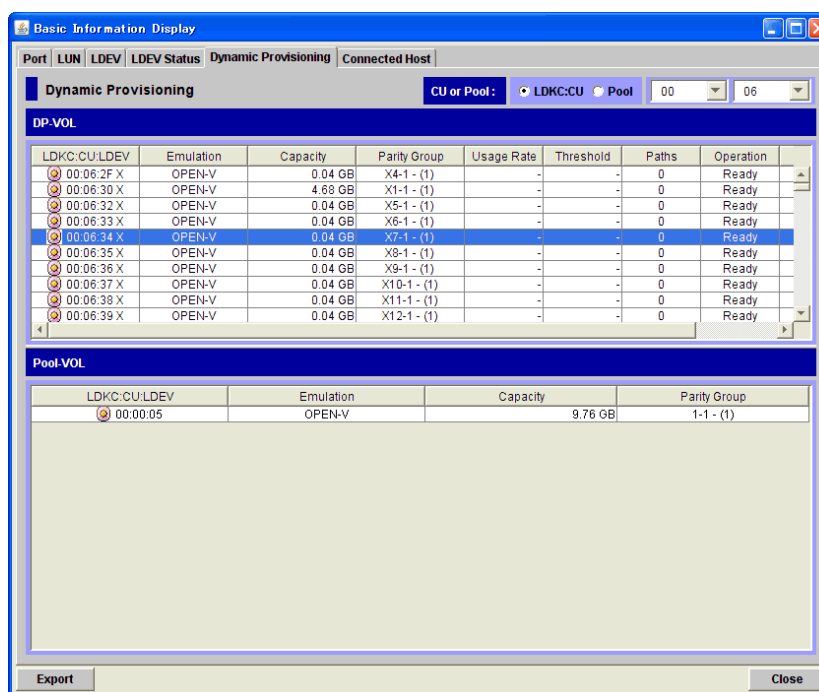 Basic Information Display
Port LUN LDEV LDEV Status Dynamic Provisioning Connected Host
Dynamic Provisioning CU or Pool : LDKC:CU Pool 00 06
DP-VOL
LDKC:CU:LDEV Emulation Capacity Parity Group Usage Rate Threshold Paths Operation
00:06:2F X OPEN-V 0.04 GB X4-1 - (1) - - 0 Ready
00:06:30 X OPEN-V 4.68 GB X1-1 - (1) - - 0 Ready
00:06:32 X OPEN-V 0.04 GB X5-1 - (1) - - 0 Ready
00:06:33 X OPEN-V 0.04 GB X6-1 - (1) - - 0 Ready
00:06:34 X OPEN-V 0.04 GB X7-1 - (1) - - 0 Ready
00:06:35 X OPEN-V 0.04 GB X8-1 - (1) - - 0 Ready
00:06:36 X OPEN-V 0.04 GB X9-1 - (1) - - 0 Ready
00:06:37 X OPEN-V 0.04 GB X10-1 - (1) - - 0 Ready
00:06:38 X OPEN-V 0.04 GB X11-1 - (1) - - 0 Ready
00:06:39 X OPEN-V 0.04 GB X12-1 - (1) - - 0 Ready
Pool-VOL
LDKC:CU:LDEV Emulation Capacity Parity Group
00:00:05 OPEN-V 9.76 GB 1-1 - (1)
Export Close